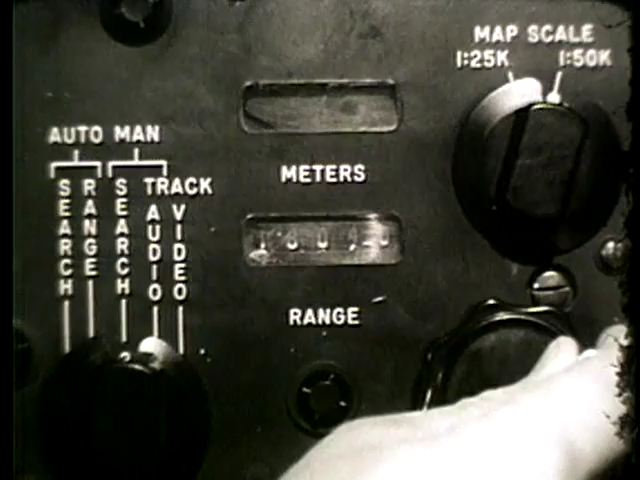 MAP SCALE
1:25K 1:50K
AUTO MAN
SEARCH
RANGE
SEARCH
TRACK
AUDIO
VIDEO
METERS
RANGE